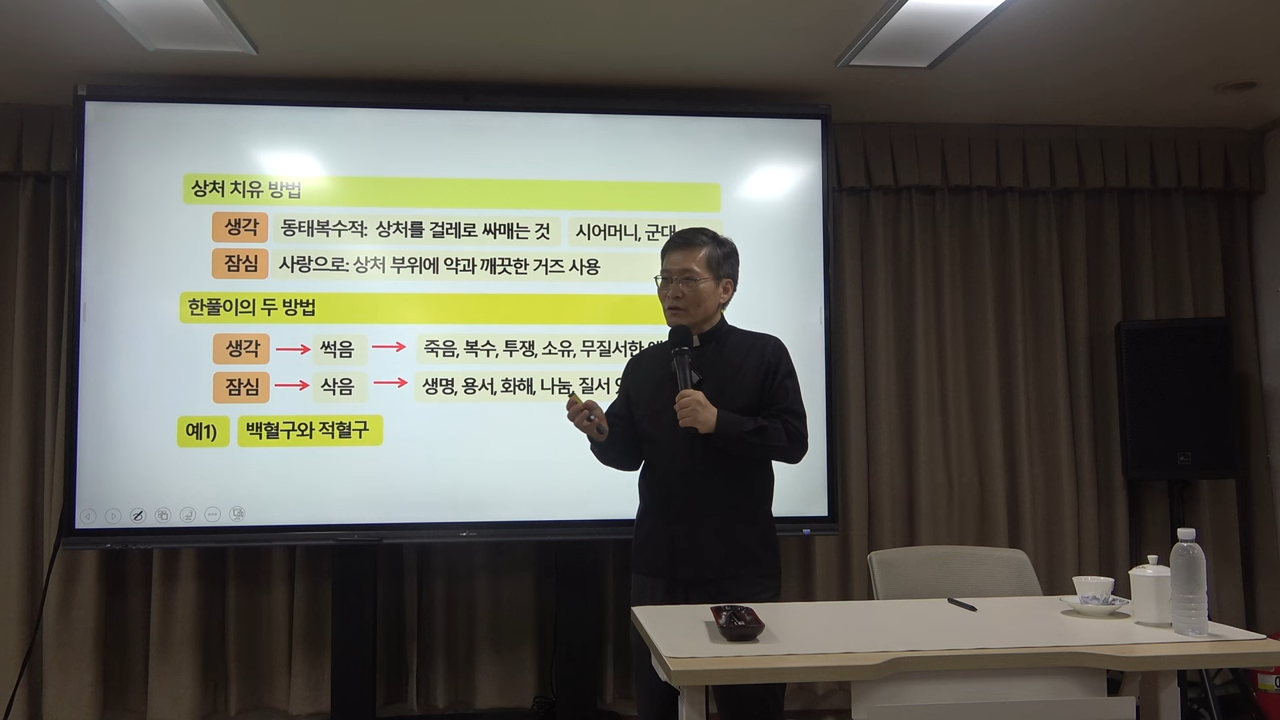 상처 치유 방법
생각 동태복수적: 상처를 걸레로 싸매는 것 시어머니, 군대
잠심 사랑으로: 상처 부위에 약과 깨끗한 거즈 사용
한풀이의 두 방법
생각 → 썩음 → 죽음, 복수, 투쟁, 소유, 무질서한
잠심 → 삭음 → 생명, 용서, 화해, 나눔, 질서
예1) 백혈구와 적혈구